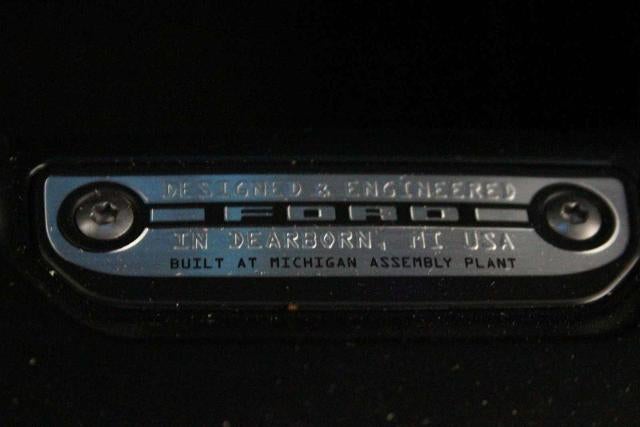 DESIGNED & ENGINEERED
FORD
IN DEARBORN, MI USA
BUILT AT MICHIGAN ASSEMBLY PLANT